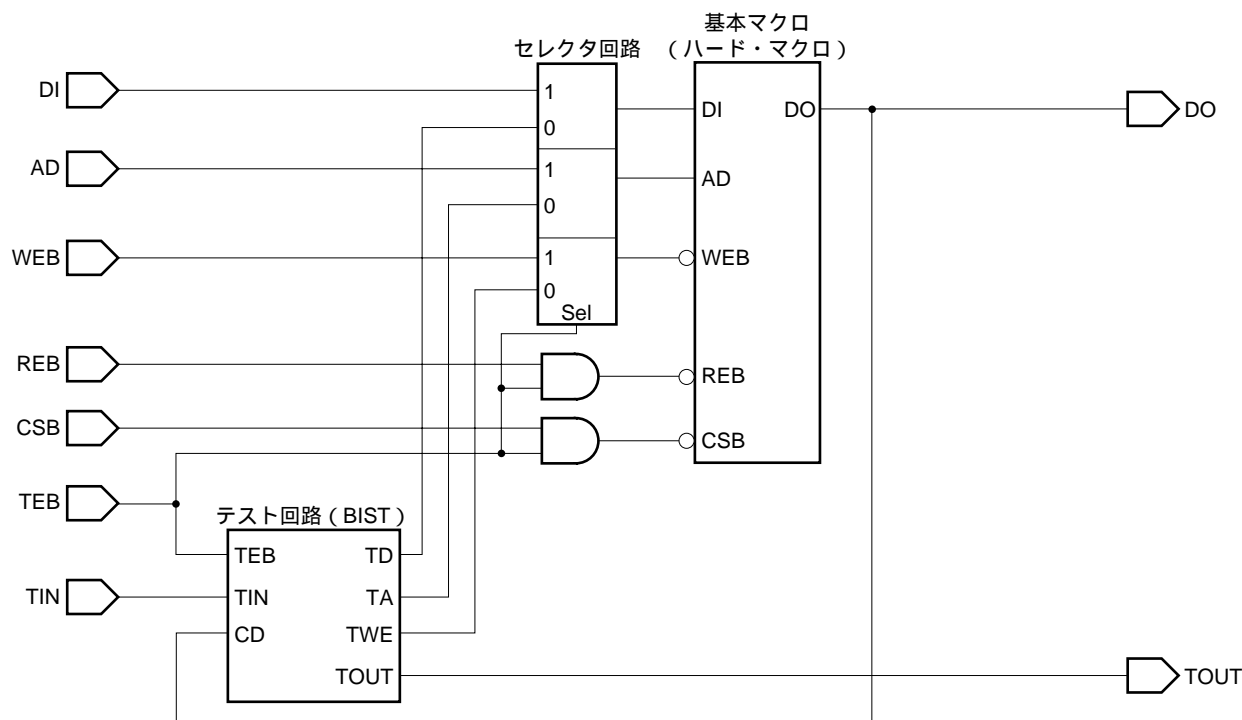 基本マクロ
セレクタ回路
（ハード・マクロ）
DI
1
DI
DO
DO
0
AD
1
AD
0
WEB
1
WEB
0
Sel
REB
REB
CSB
CSB
TEB
テスト回路（BIST）
TEB
TD
TIN
TIN
TA
CD
TWE
TOUT
TOUT